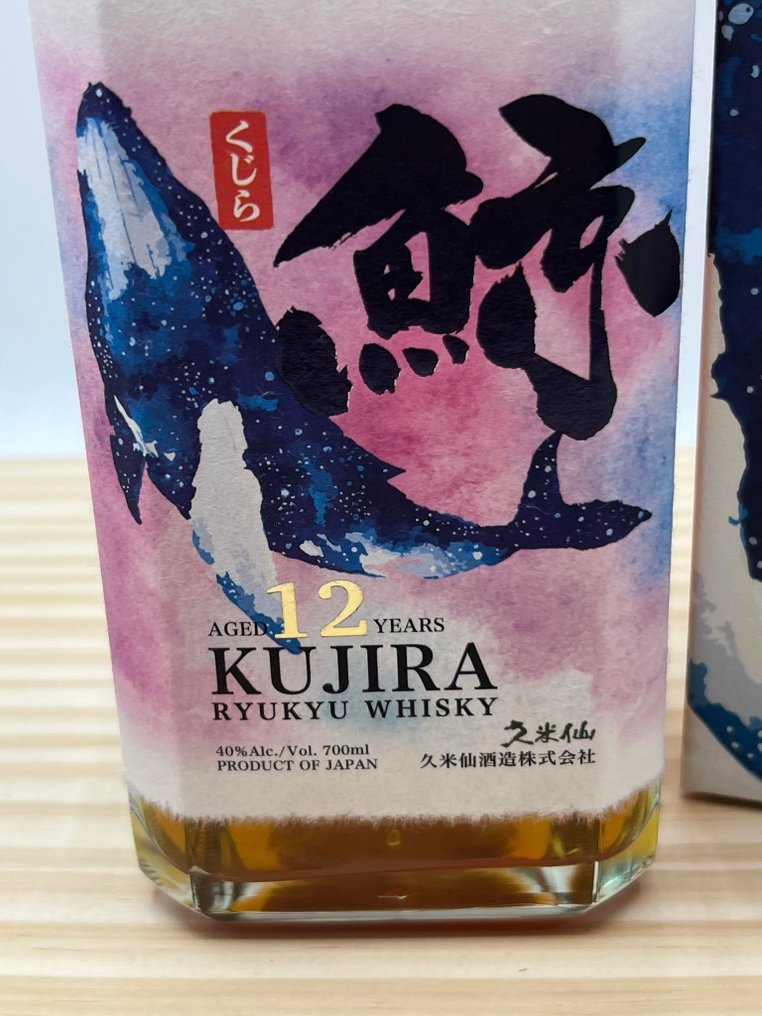 くじら
鯨
AGED 12 YEARS
KUJIRA
RYUKYU WHISKY
久米仙
40%Alc./Vol. 700ml
PRODUCT OF JAPAN
久米仙酒造株式会社